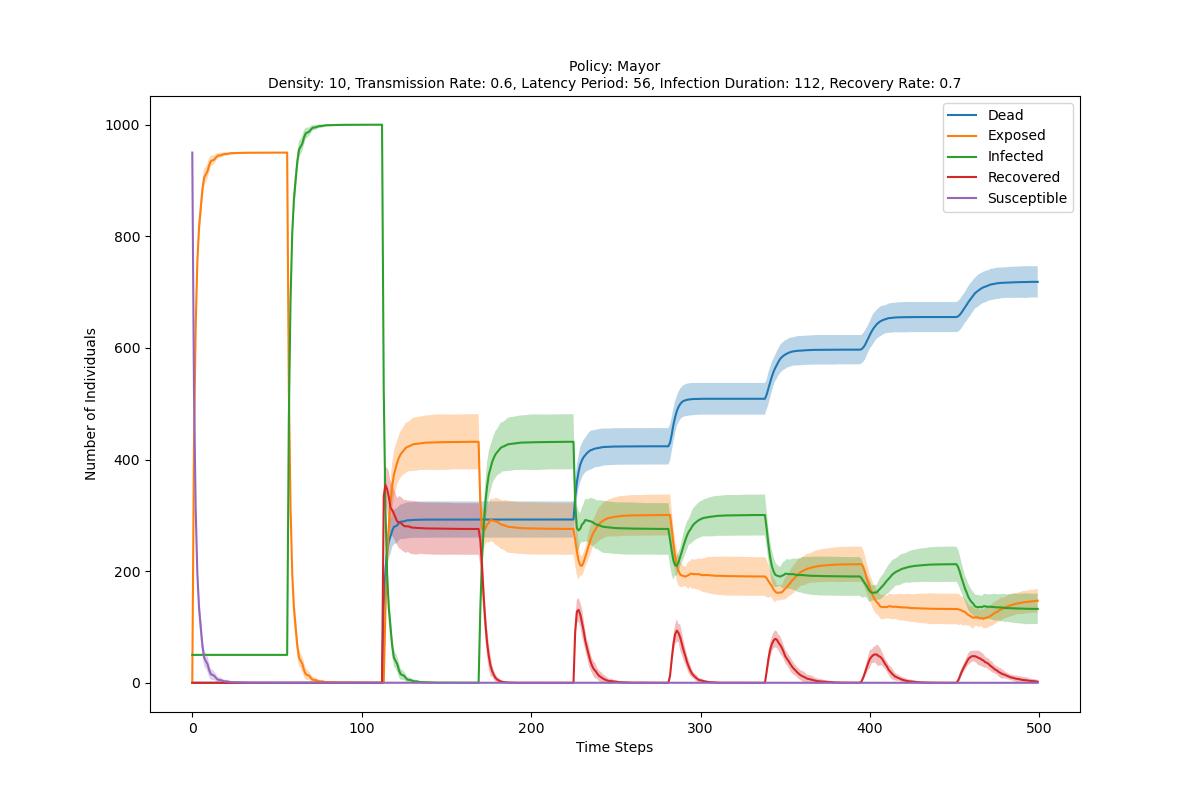 Policy: Mayor
Density: 10, Transmission Rate: 0.6, Latency Period: 56, Infection Duration: 112, Recovery Rate: 0.7
Number of Individuals
1000
800
600
400
200
0
Dead
Exposed
Infected
Recovered
Susceptible
0
100
200
300
400
500
Time Steps